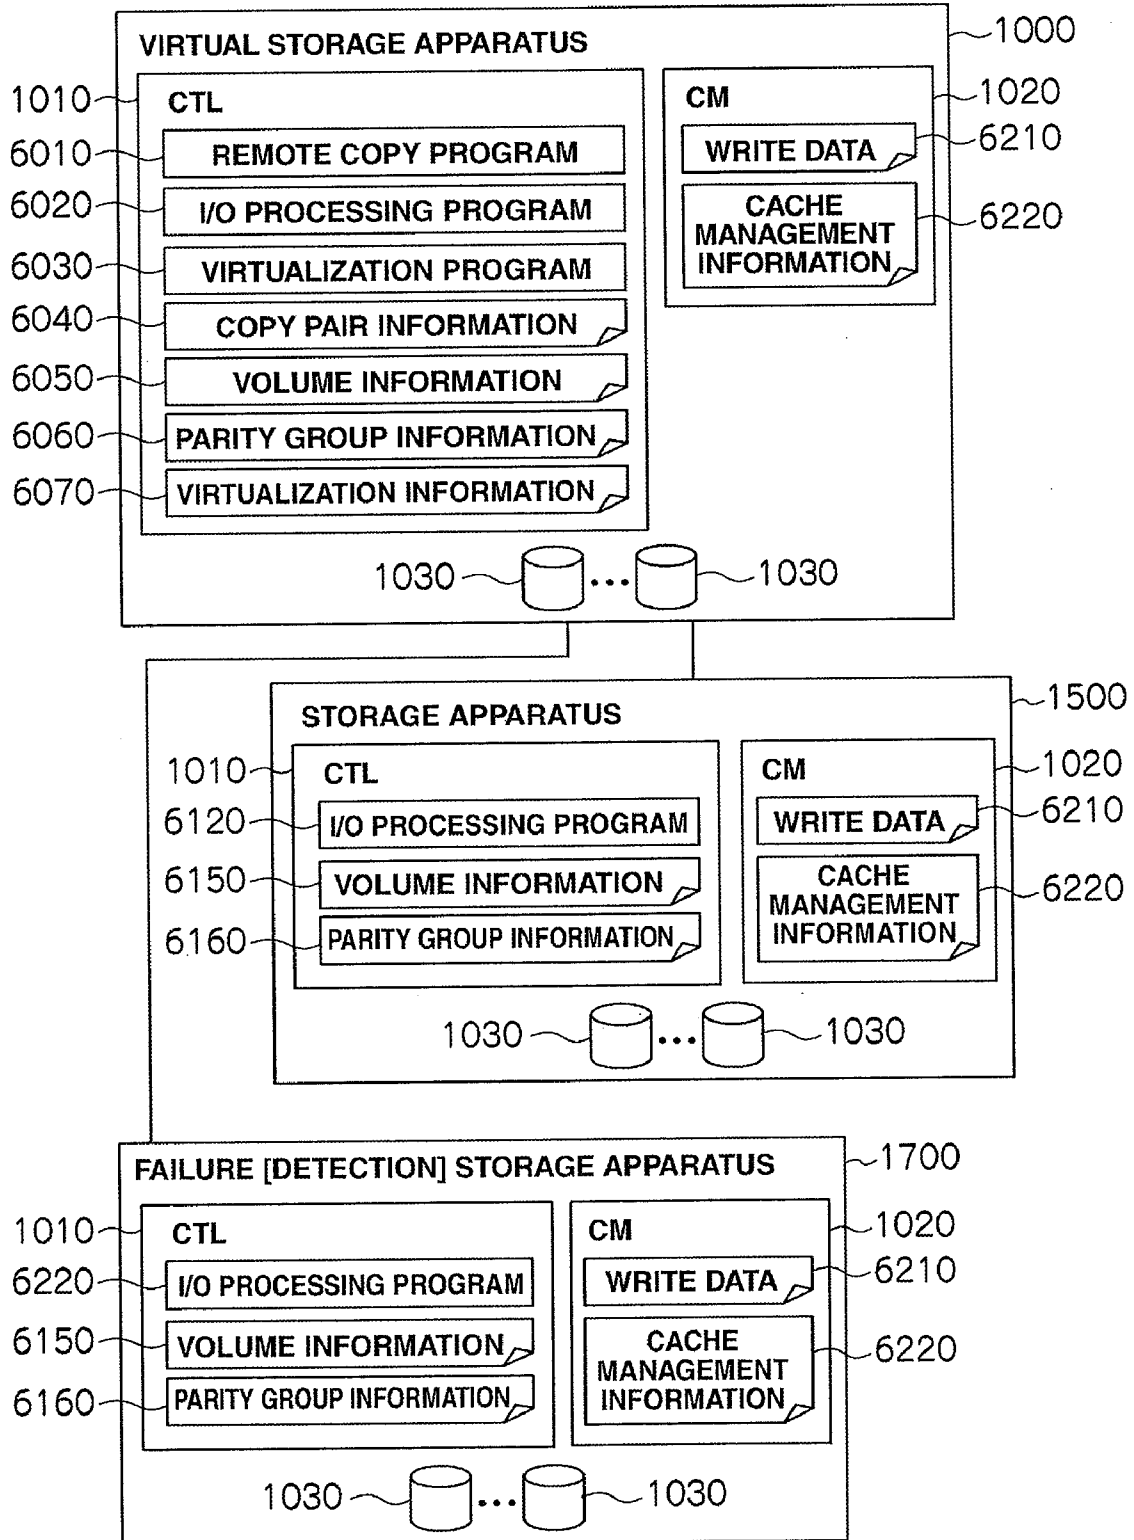 VIRTUAL STORAGE APPARATUS
1000
1010
CTL
6010
REMOTE COPY PROGRAM
6020
I/O PROCESSING PROGRAM
6030
VIRTUALIZATION PROGRAM
6040
COPY PAIR INFORMATION
6050
VOLUME INFORMATION
6060
PARITY GROUP INFORMATION
6070
VIRTUALIZATION INFORMATION
CM
1020
WRITE DATA
6210
CACHE
MANAGEMENT
INFORMATION
6220
1030
1030
STORAGE APPARATUS
1500
1010
CTL
6120
I/O PROCESSING PROGRAM
6150
VOLUME INFORMATION
6160
PARITY GROUP INFORMATION
CM
1020
WRITE DATA
6210
CACHE
MANAGEMENT
INFORMATION
6220
1030
1030
FAILURE [DETECTION] STORAGE APPARATUS
1700
1010
CTL
6220
I/O PROCESSING PROGRAM
6150
VOLUME INFORMATION
6160
PARITY GROUP INFORMATION
CM
1020
WRITE DATA
6210
CACHE
MANAGEMENT
INFORMATION
6220
1030
1030